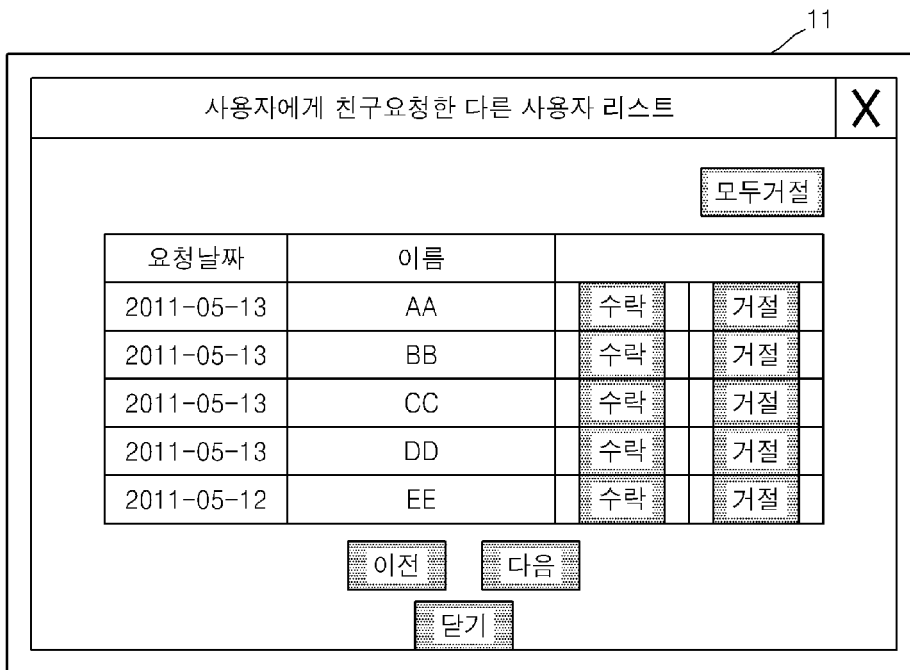 11
사용자에게 친구요청한 다른 사용자 리스트 X
모두거절
요청날짜 이름
2011-05-13 AA 수락 거절
2011-05-13 BB 수락 거절
2011-05-13 CC 수락 거절
2011-05-13 DD 수락 거절
2011-05-12 EE 수락 거절
이전 다음
닫기